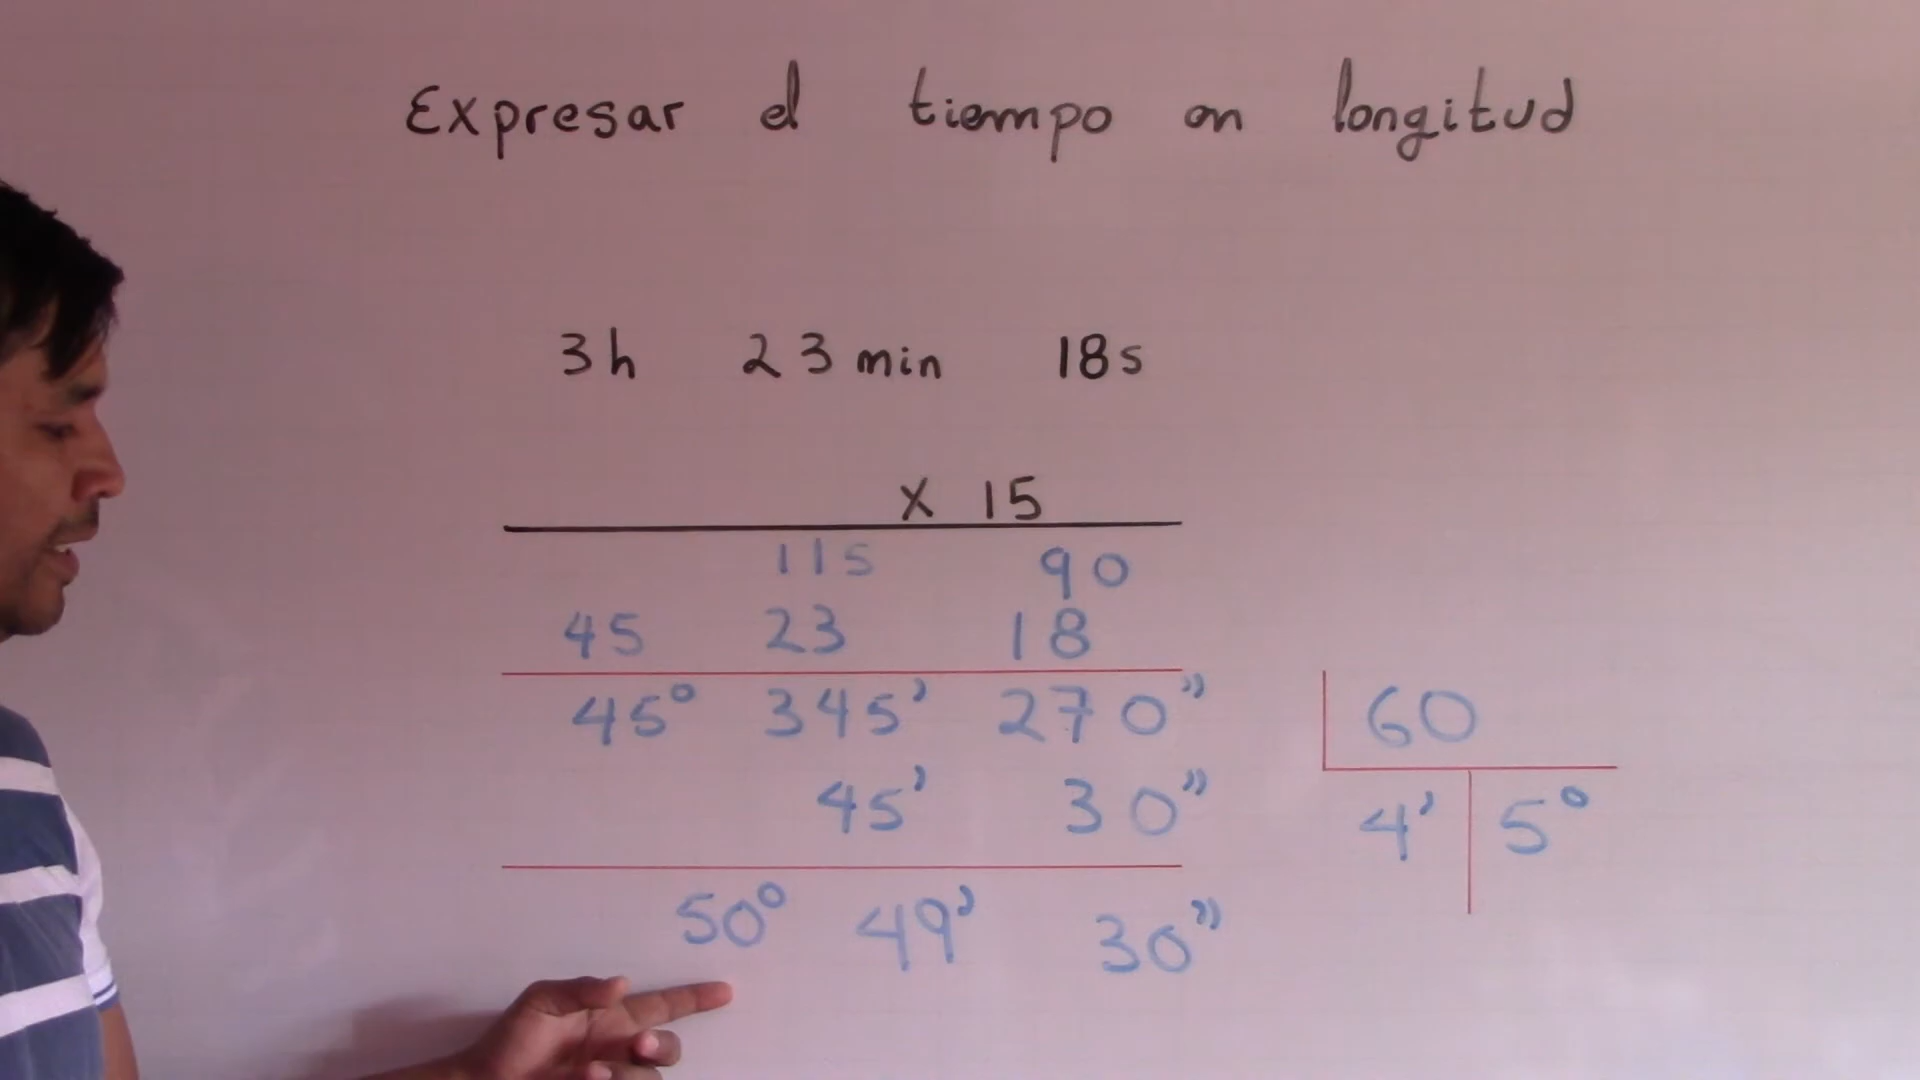 Expresar el tiempo en longitud
3h 23min 18s
x 15
115 90
45 23 18
45° 345' 270" 60
45' 30" 4' 5°
50° 49' 30"